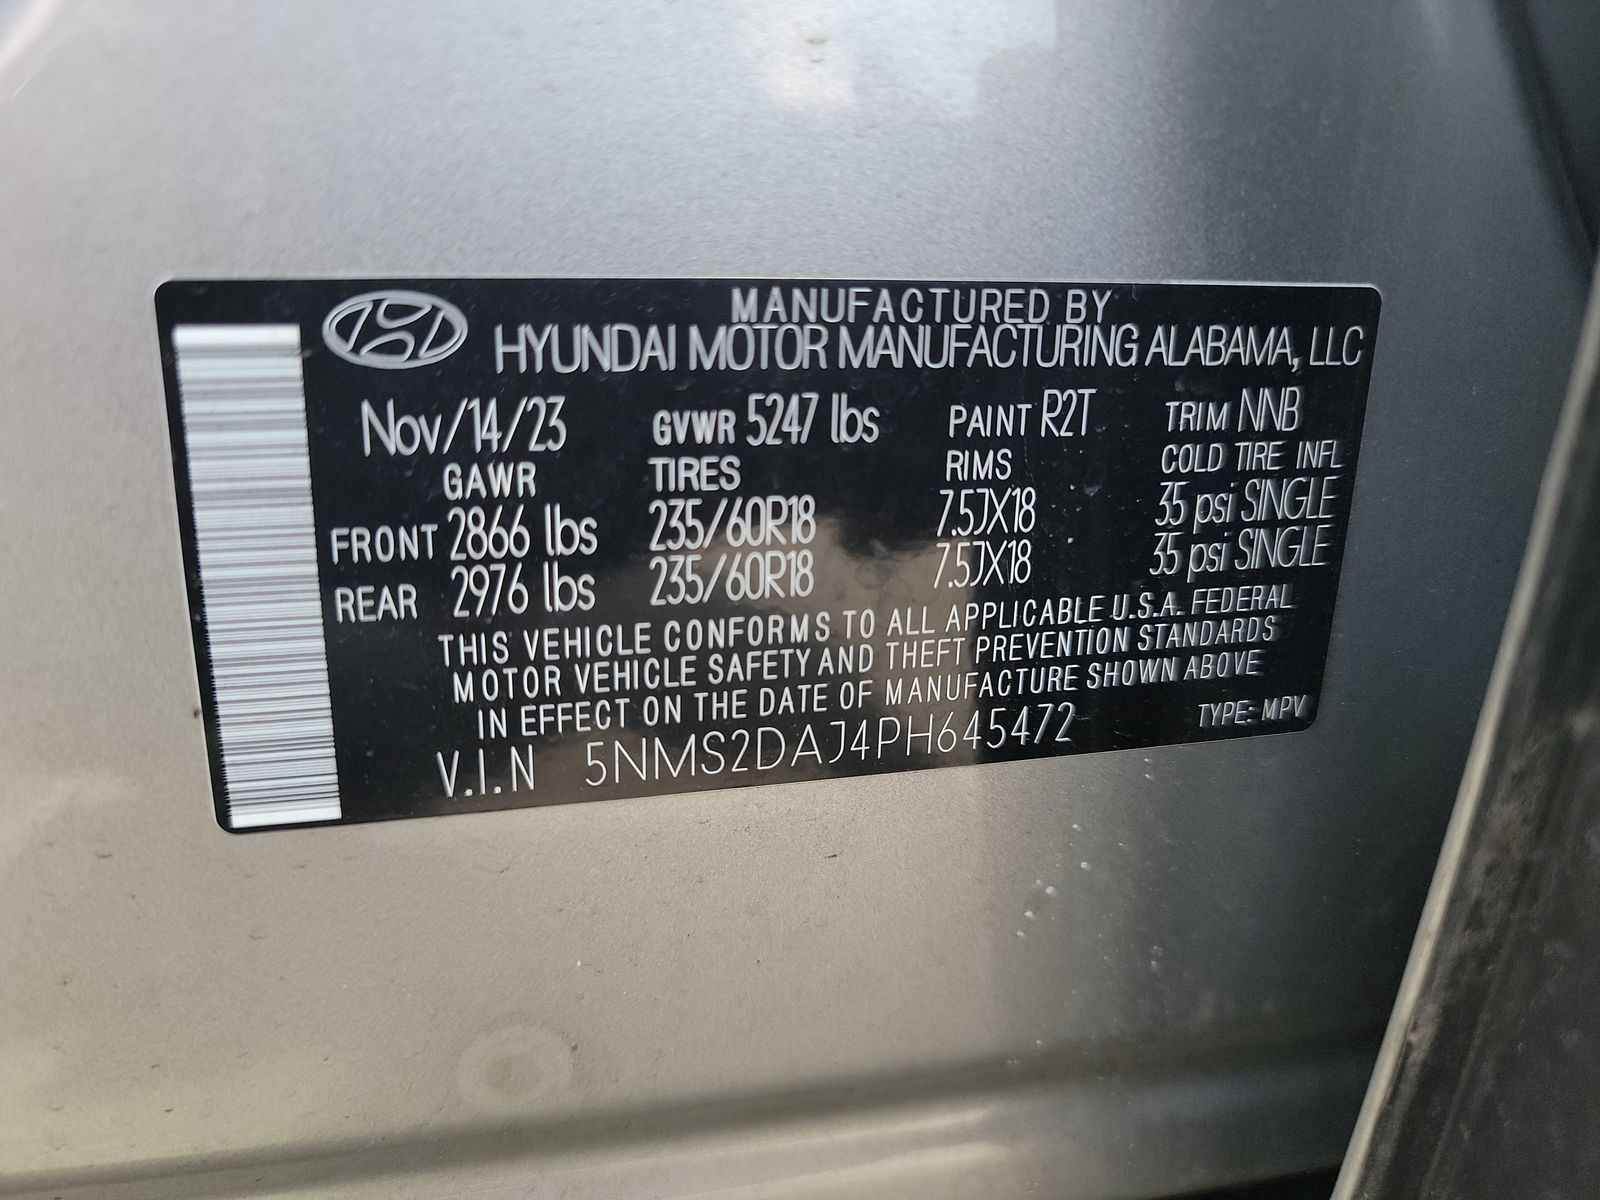 MANUFACTURED BY
HYUNDAI MOTOR MANUFACTURING ALABAMA, LLC
Nov/14/23 GVWR 5247 lbs PAINT R2T TRIM NNB
GAWR TIRES RIMS COLD TIRE INFL
FRONT 2866 lbs 235/60R18 7.5JX18 35 psi SINGLE
REAR 2976 lbs 235/60R18 7.5JX18 35 psi SINGLE
THIS VEHICLE CONFORMS TO ALL APPLICABLE U.S.A. FEDERAL
MOTOR VEHICLE SAFETY AND THEFT PREVENTION STANDARDS
IN EFFECT ON THE DATE OF MANUFACTURE SHOWN ABOVE
V.I.N 5NMS2DAJ4PH645472 TYPE: MPV